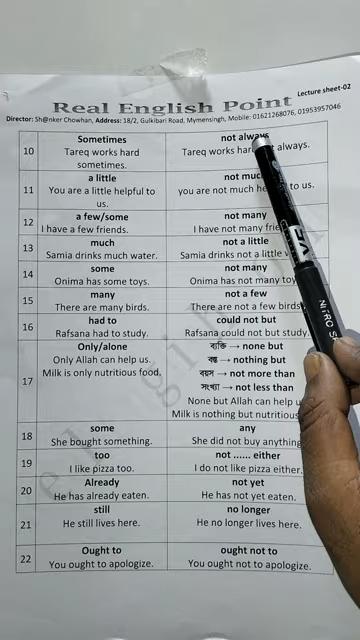 Lecture sheet-02
Real English Point
Director: Sh@nker Chowhan, Address: 18/2, Gulkibari Road, Mymensingh, Mobile: 01621268076, 01953957046
10
Sometimes
Tareq works hard
sometimes.
not always
Tareq works hard always.
11
a little
You are a little helpful to
us.
not much
you are not much to us.
12
a few/some
I have a few friends.
not many
I have not many
13
much
Samia drinks much water.
not a little
Samia drinks not a little
14
some
Onima has some toys.
not many
Onima has not many toys
15
many
There are many birds.
not a few
There are not a few birds
16
had to
Rafsana had to study.
could not but
Rafsana could not but study
17
Only/alone
Only Allah can help us.
Milk is only nutritious food.
ব্যক্তি → none but
বস্তু → nothing but
বয়স → not more than
সংখ্যা → not less than
None but Allah can help
Milk is nothing but nutritious
18
some
She bought something.
any
She did not buy anything
19
too
I like pizza too.
not ...... either
I do not like pizza either.
20
Already
He has already eaten.
not yet
He has not yet eaten.
21
still
He still lives here.
no longer
He no longer lives here.
22
Ought to
You ought to apologize.
ought not to
You ought not to apologize.